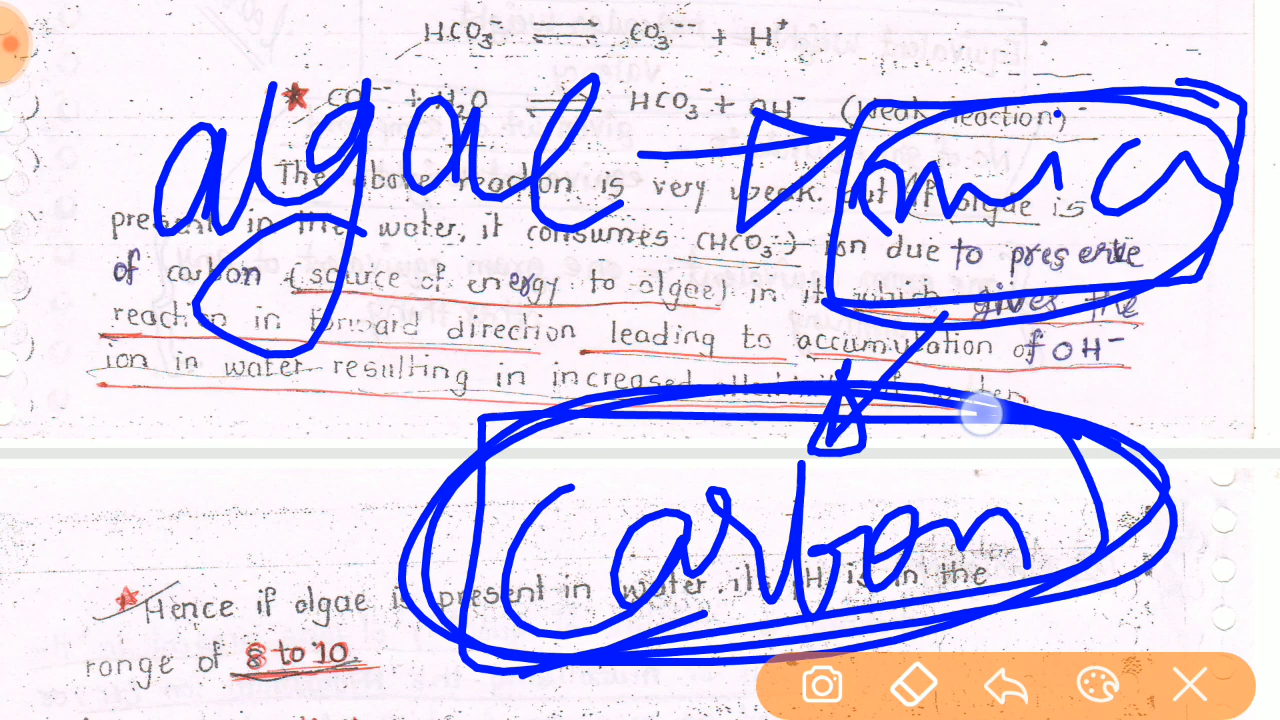 HCO₃⁻ ⇌ CO₃⁻⁻ + H⁺
CO₃⁻⁻ + H₂O ⇌ HCO₃⁻ + OH⁻ (Weak reaction)
algae
The above reaction is very weak. but if algae is
present in the water, it consumes (HCO₃⁻) ion due to presence
of carbon (source of energy to algae) in it which gives the
reaction in forward direction leading to accumulation of OH⁻
ion in water resulting in increased alkalinity of water
Carbon
Hence if algae is present in water, its pH is in the
range of 8 to 10.